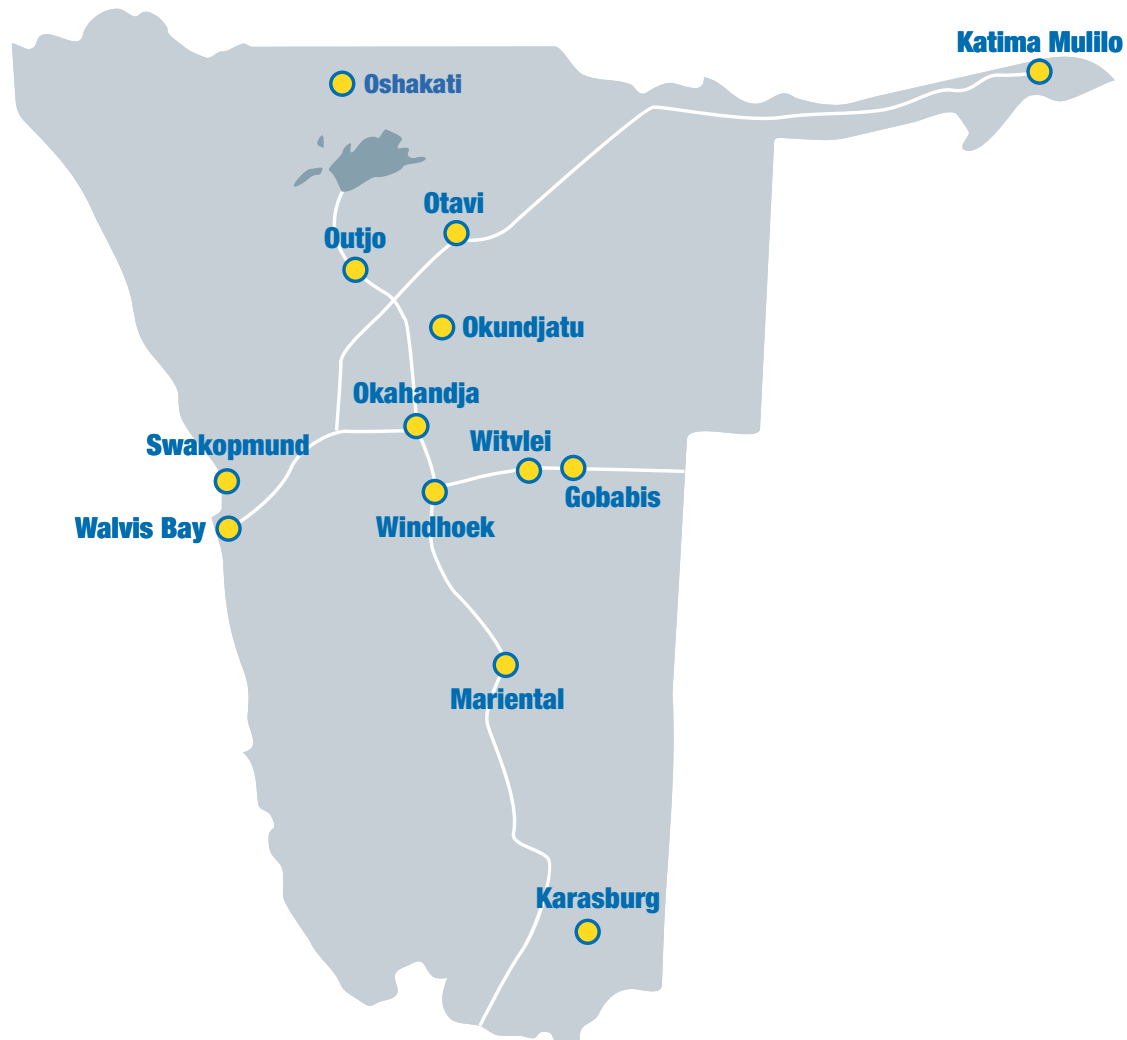 Katima Mulilo
Oshakati
Otavi
Outjo
Okundjatu
Okahandja
Witvlei
Swakopmund
Gobabis
Walvis Bay
Windhoek
Mariental
Karasburg